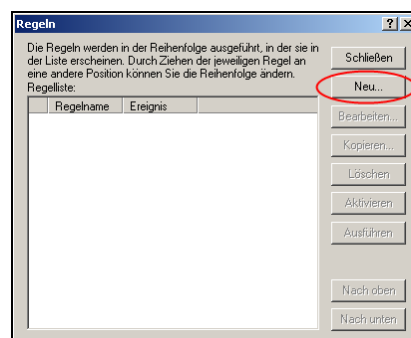 Regeln
Die Regeln werden in der Reihenfolge ausgeführt, in der sie in
der Liste erscheinen. Durch Ziehen der jeweiligen Regel an
eine andere Position können Sie die Reihenfolge ändern.
Regelliste:
Regelname Ereignis
Schließen
Neu...
Bearbeiten...
Kopieren...
Löschen
Aktivieren
Ausführen
Nach oben
Nach unten